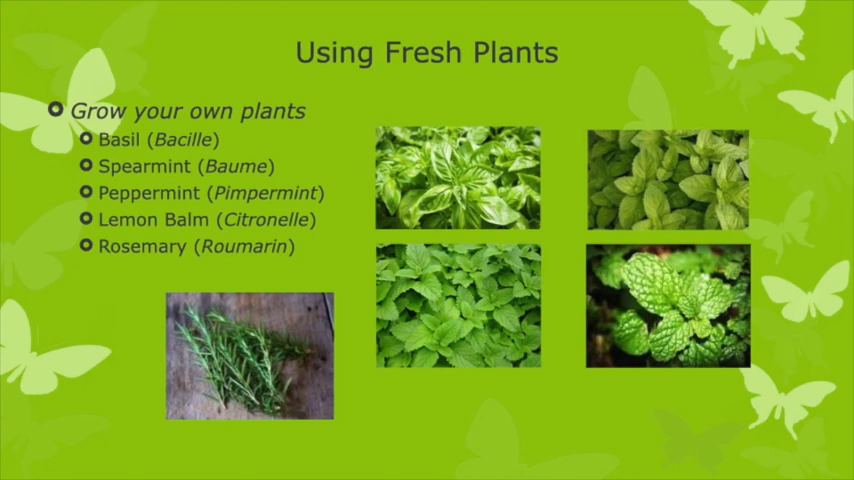 Using Fresh Plants
Grow your own plants
Basil (Bacille)
Spearmint (Baume)
Peppermint (Pimpermint)
Lemon Balm (Citronelle)
Rosemary (Roumarin)